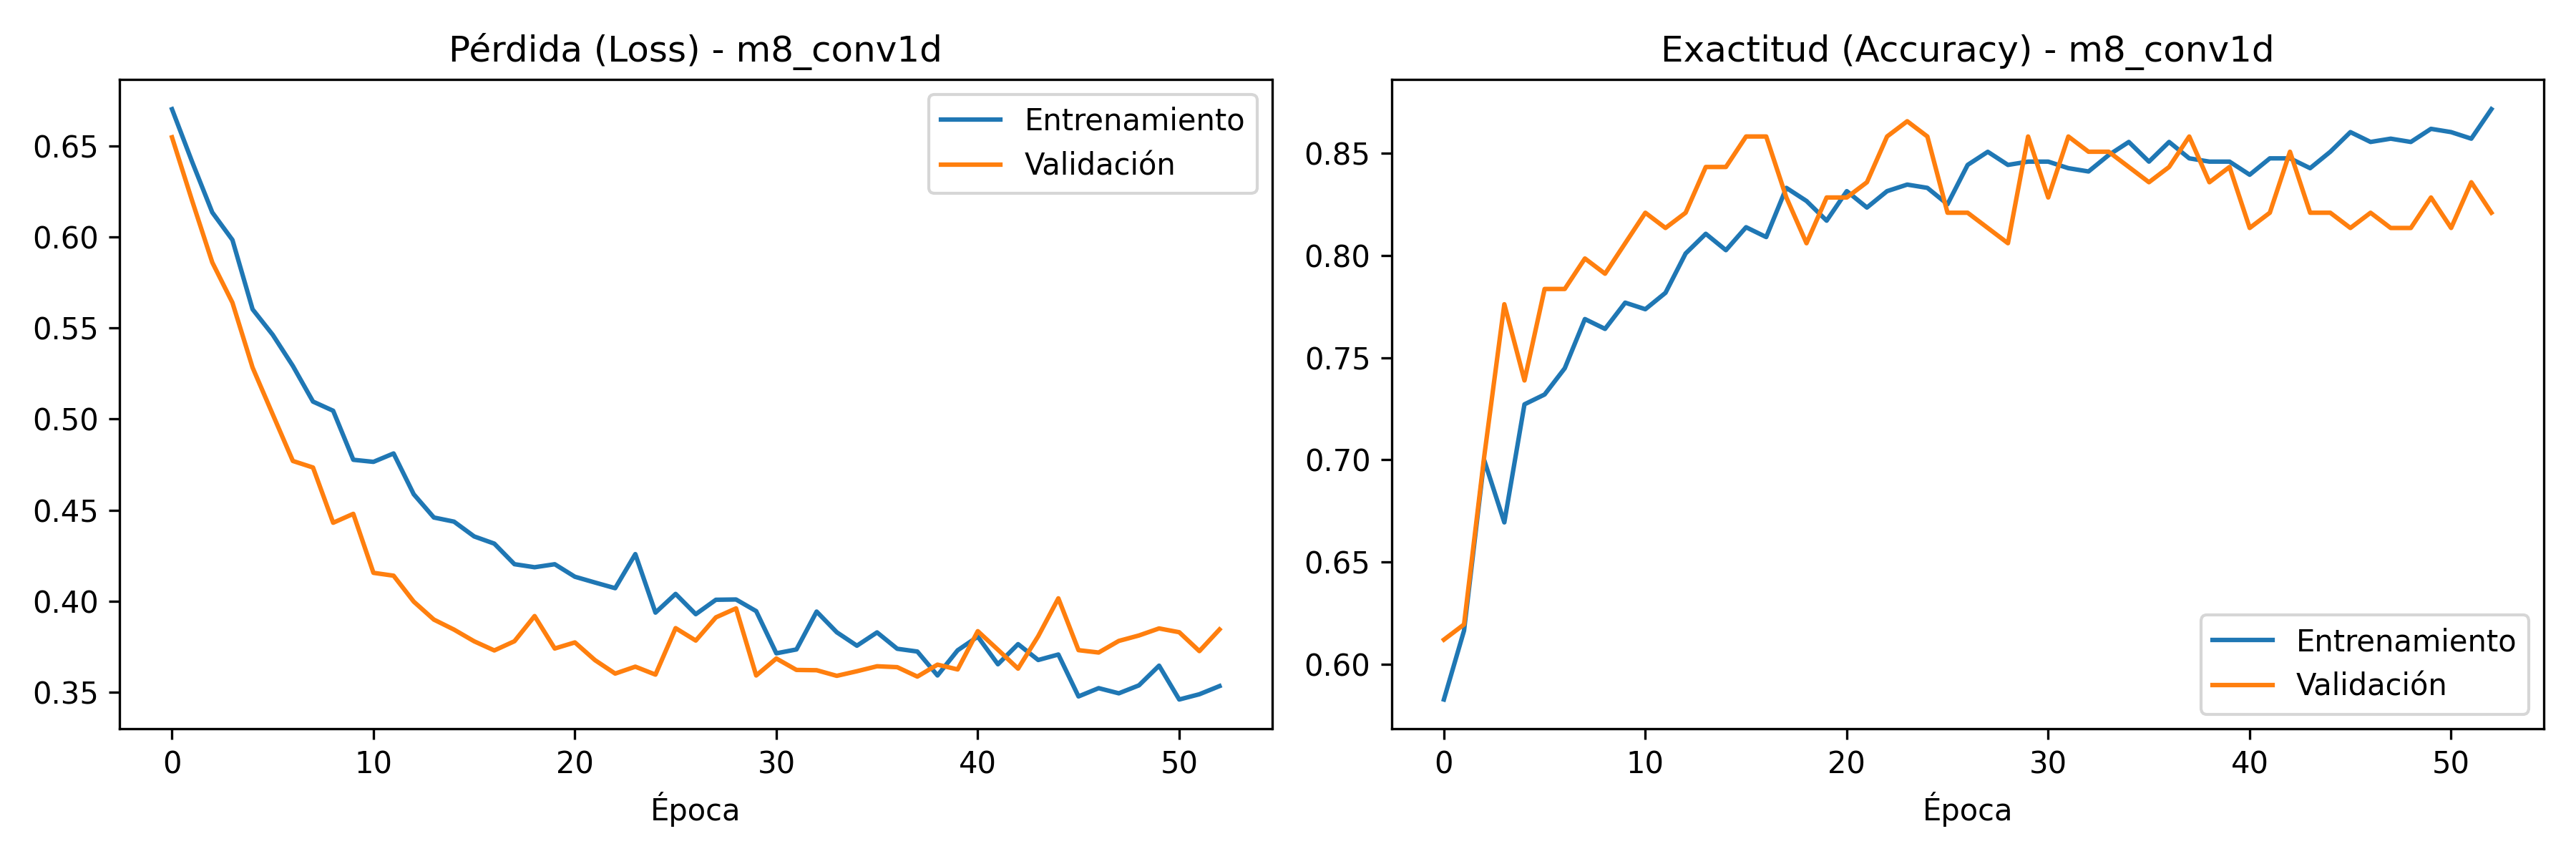 Pérdida (Loss) - m8_conv1d
Entrenamiento
Validación
0.65
0.60
0.55
0.50
0.45
0.40
0.35
0 10 20 30 40 50
Época
Exactitud (Accuracy) - m8_conv1d
0.85
0.80
0.75
0.70
0.65
0.60
Entrenamiento
Validación
0 10 20 30 40 50
Época